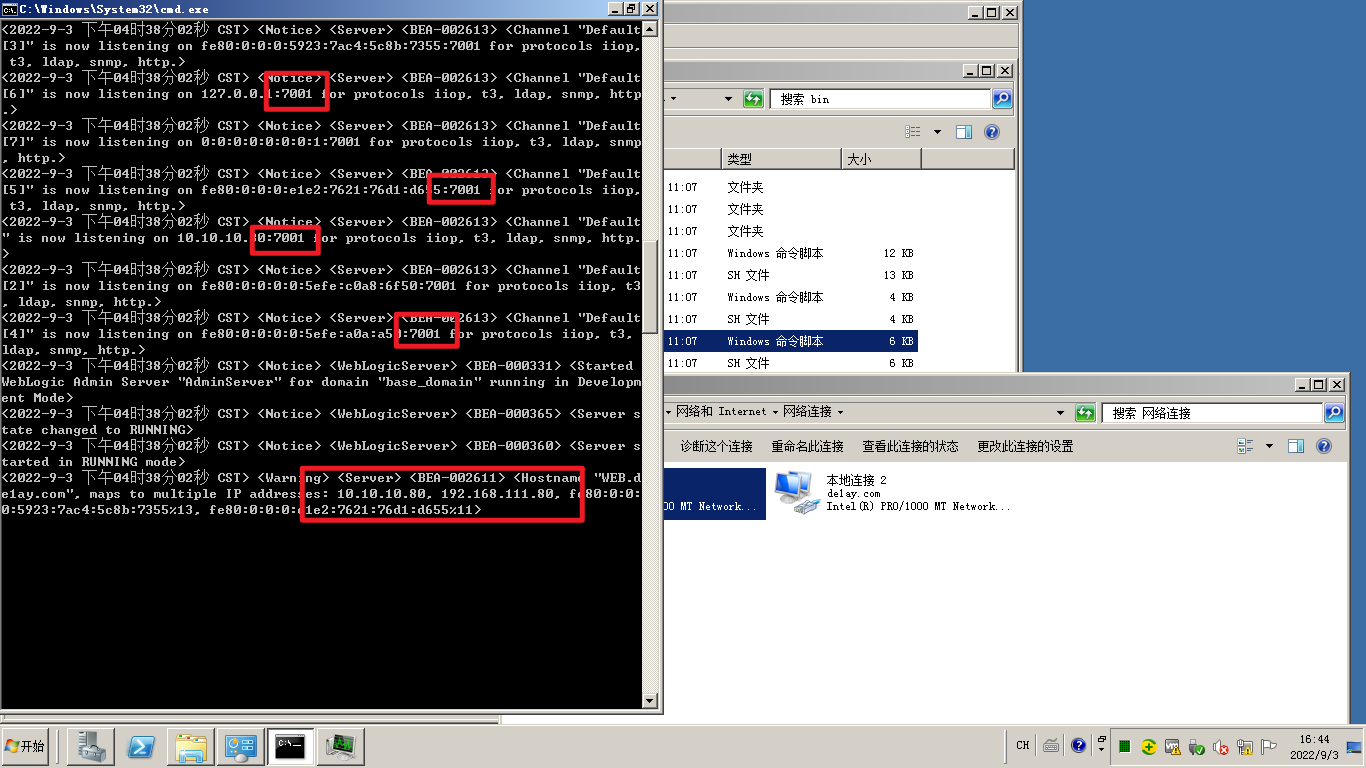 C:\Windows\System32\cmd.exe
<2022-9-3 下午04时38分02秒 CST> <Notice> <Server> <BEA-002613> <Channel "Default
[3]" is now listening on fe80:0:0:0:5923:7ac4:5c8b:7355:7001 for protocols iiop,
t3, ldap, snmp, http.>
<2022-9-3 下午04时38分02秒 CST> <Notice> <Server> <BEA-002613> <Channel "Default
[6]" is now listening on 127.0.0.1:7001 for protocols iiop, t3, ldap, snmp, http
.>
<2022-9-3 下午04时38分02秒 CST> <Notice> <Server> <BEA-002613> <Channel "Default
[7]" is now listening on 0:0:0:0:0:0:0:1:7001 for protocols iiop, t3, ldap, snmp
, http.>
<2022-9-3 下午04时38分02秒 CST> <Notice> <Server> <BEA-002613> <Channel "Default
[5]" is now listening on fe80:0:0:0:e1e2:7621:76d1:d655:7001 for protocols iiop,
t3, ldap, snmp, http.>
<2022-9-3 下午04时38分02秒 CST> <Notice> <Server> <BEA-002613> <Channel "Default
" is now listening on 10.10.10.80:7001 for protocols iiop, t3, ldap, snmp, http.
>
<2022-9-3 下午04时38分02秒 CST> <Notice> <Server> <BEA-002613> <Channel "Default
[2]" is now listening on fe80:0:0:0:0:5efe:c0a8:6f50:7001 for protocols iiop, t3
, ldap, snmp, http.>
<2022-9-3 下午04时38分02秒 CST> <Notice> <Server> <BEA-002613> <Channel "Default
[4]" is now listening on fe80:0:0:0:0:5efe:a0a:a50:7001 for protocols iiop, t3,
ldap, snmp, http.>
<2022-9-3 下午04时38分02秒 CST> <Notice> <WebLogicServer> <BEA-000331> <Started
WebLogic Admin Server "AdminServer" for domain "base_domain" running in Developm
ent Mode>
<2022-9-3 下午04时38分02秒 CST> <Notice> <WebLogicServer> <BEA-000365> <Server s
tate changed to RUNNING>
<2022-9-3 下午04时38分02秒 CST> <Notice> <WebLogicServer> <BEA-000360> <Server s
tarted in RUNNING mode>
<2022-9-3 下午04时38分02秒 CST> <Warning> <Server> <BEA-002611> <Hostname "WEB.d
elay.com", maps to multiple IP addresses: 10.10.10.80, 192.168.111.80, fe80:0:0:
0:5923:7ac4:5c8b:7355%13, fe80:0:0:0:e1e2:7621:76d1:d655%11>
搜索 bin
类型 大小
11:07 文件夹
11:07 文件夹
11:07 文件夹
11:07 Windows 命令脚本 12 KB
11:07 SH 文件 13 KB
11:07 Windows 命令脚本 4 KB
11:07 SH 文件 4 KB
11:07 Windows 命令脚本 6 KB
11:07 SH 文件 6 KB
网络和 Internet 网络连接 搜索 网络连接
诊断这个连接 重命名此连接 查看此连接的状态 更改此连接的设置
00 MT Network...
本地连接 2
delay.com
Intel(R) PRO/1000 MT Network...
开始
CH
16:44
2022/9/3